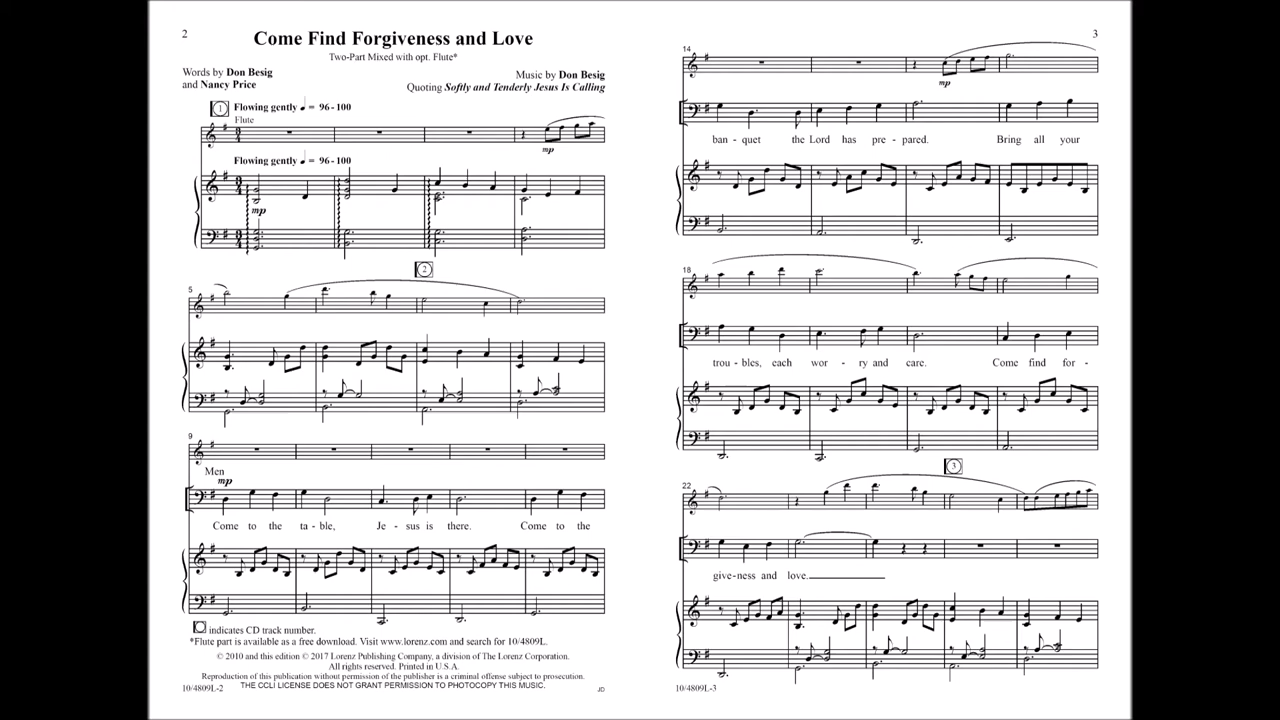 2
Come Find Forgiveness and Love
Two-Part Mixed with opt. Flute*
Words by Don Besig
and Nancy Price
Music by Don Besig
Quoting Softly and Tenderly Jesus Is Calling
1
Flowing gently ♩ = 96 - 100
Flute
mp
Flowing gently ♩ = 96 - 100
mp
5
2
9
Men
mp
Come to the ta - ble, Je - sus is there. Come to the
indicates CD track number.
*Flute part is available as a free download. Visit www.lorenz.com and search for 10/4809L.
© 2010 and this edition © 2017 Lorenz Publishing Company, a division of The Lorenz Corporation.
All rights reserved. Printed in U.S.A.
Reproduction of this publication without permission of the publisher is a criminal offense subject to prosecution.
THE CCLI LICENSE DOES NOT GRANT PERMISSION TO PHOTOCOPY THIS MUSIC.
10/4809L-2
JD
3
14
mp
ban - quet the Lord has pre - pared. Bring all your
18
trou - bles, each wor - ry and care. Come find for -
3
22
give-ness and love.
10/4809L-3